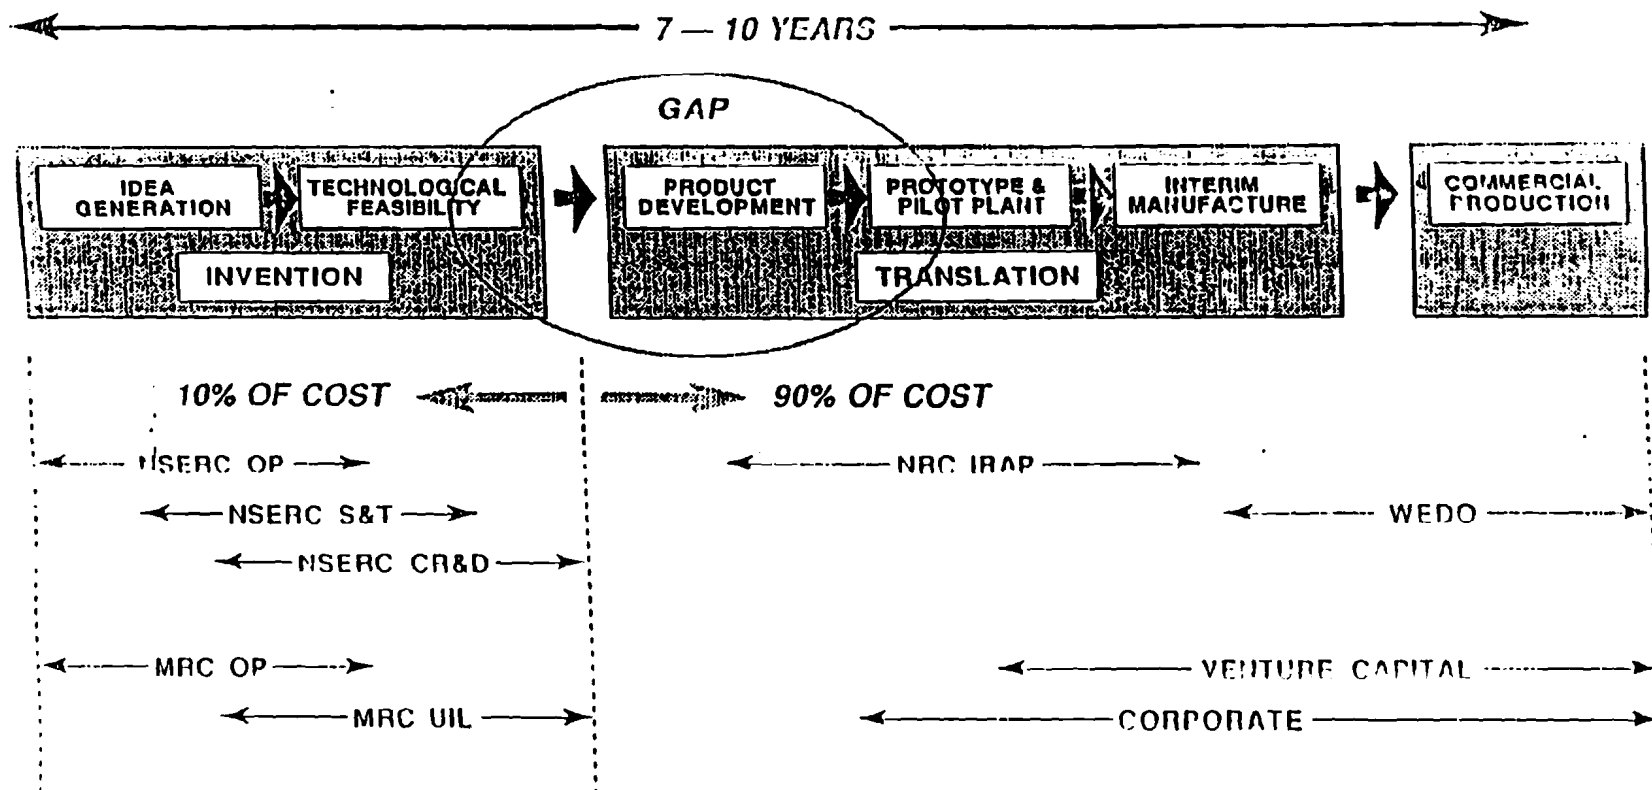 7 — 10 YEARS
GAP
IDEA
GENERATION
TECHNOLOGICAL
FEASIBILITY
PRODUCT
DEVELOPMENT
PROTOTYPE &
PILOT PLANT
INTERIM
MANUFACTURE
COMMERCIAL
PRODUCTION
INVENTION
TRANSLATION
10% OF COST
90% OF COST
NSERC OP
NRC IRAP
NSERC S&T
WEDO
NSERC CR&D
MRC OP
VENTURE CAPITAL
MRC UIL
CORPORATE